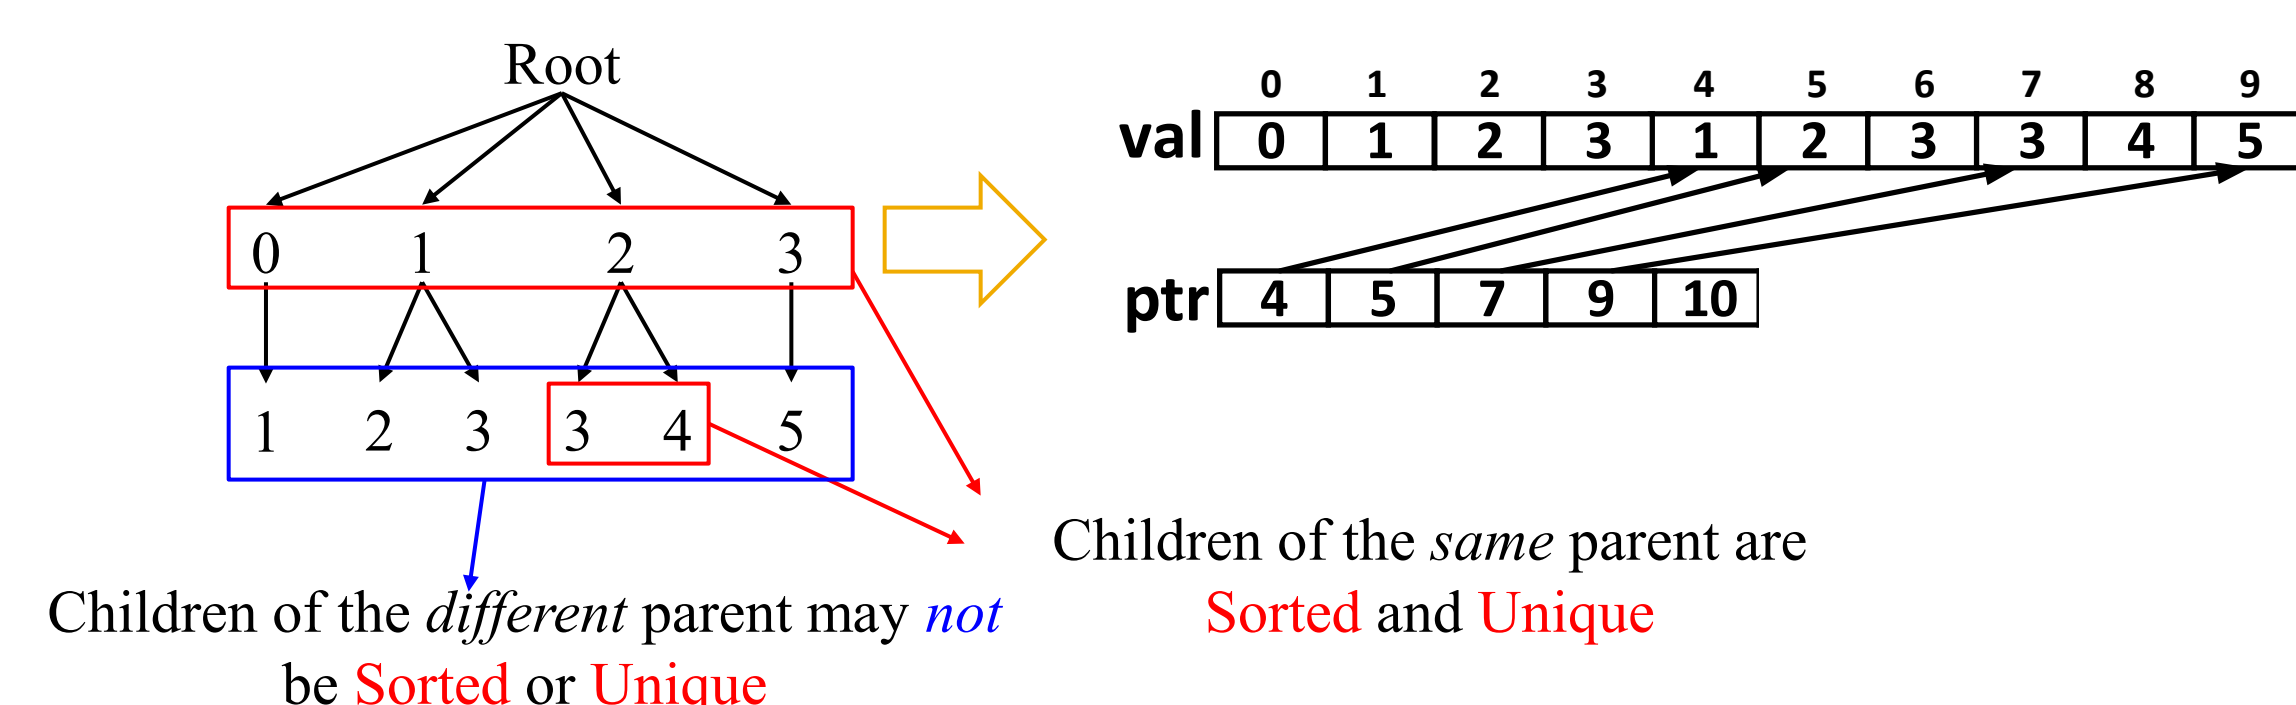 Root
0 1 2 3
1 2 3 3 4 5
Children of the different parent may not
be Sorted or Unique
0 1 2 3 4 5 6 7 8 9
val 0 1 2 3 1 2 3 3 4 5
ptr 4 5 7 9 10
Children of the same parent are
Sorted and Unique